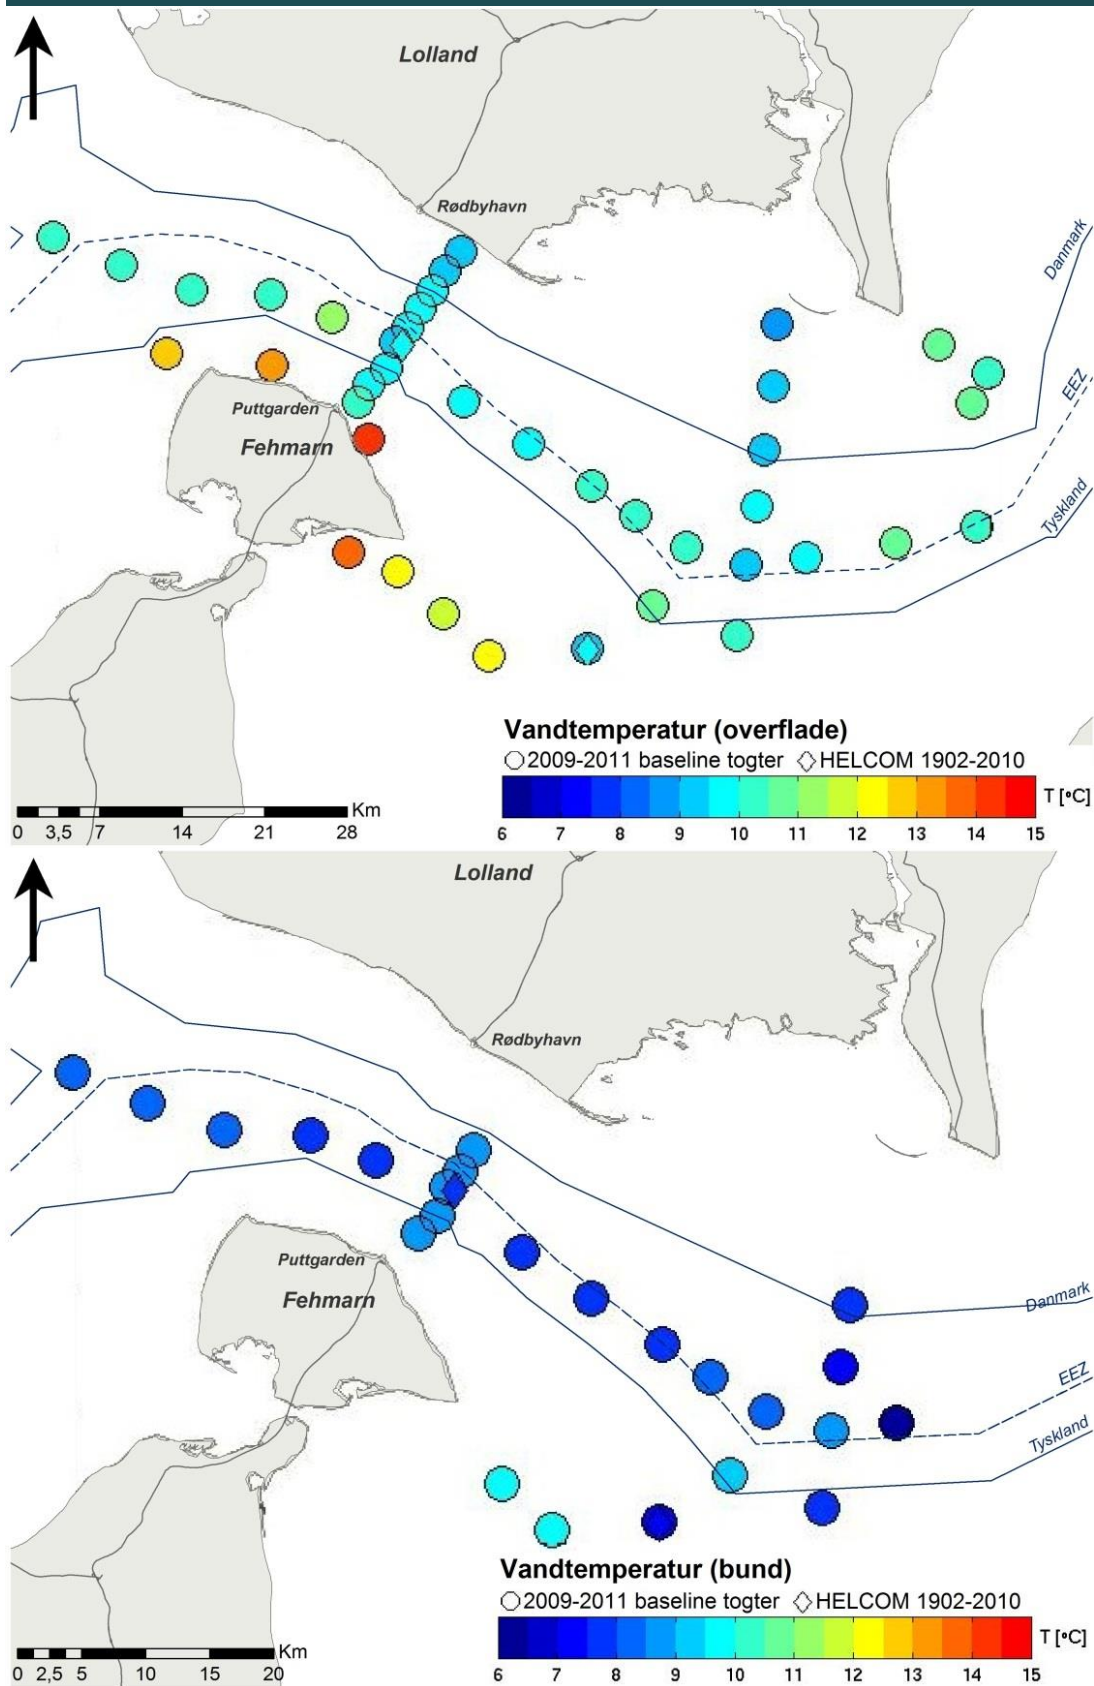 Lolland
Rødbyhavn
Danmark
EEZ
Puttgarden
Fehmarn
Tyskland
Vandtemperatur (overflade)
2009-2011 baseline togter HELCOM 1902-2010
T [°C]
6 7 8 9 10 11 12 13 14 15
Km
0 3,5 7 14 21 28
Lolland
Rødbyhavn
Puttgarden
Fehmarn
Danmark
EEZ
Tyskland
Vandtemperatur (bund)
2009-2011 baseline togter HELCOM 1902-2010
T [°C]
6 7 8 9 10 11 12 13 14 15
Km
0 2,5 5 10 15 20